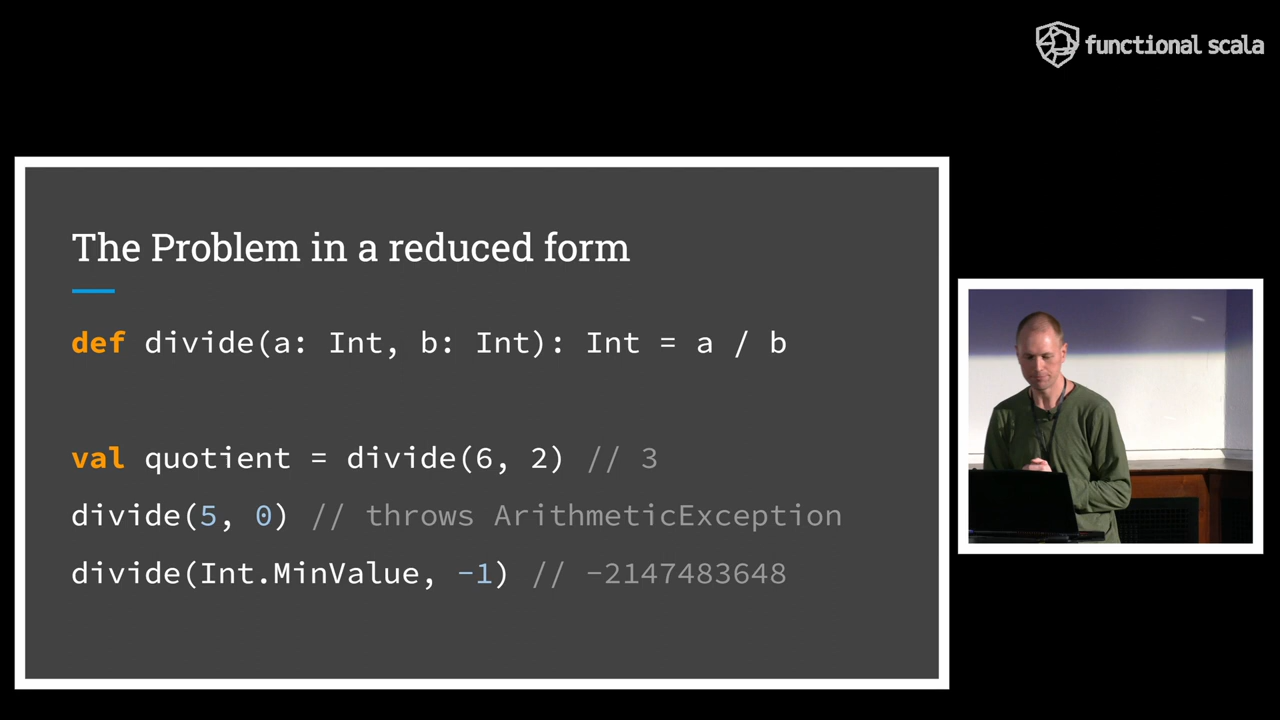 functional scala
The Problem in a reduced form
def divide(a: Int, b: Int): Int = a / b
val quotient = divide(6, 2) // 3
divide(5, 0) // throws ArithmeticException
divide(Int.MinValue, -1) // -2147483648